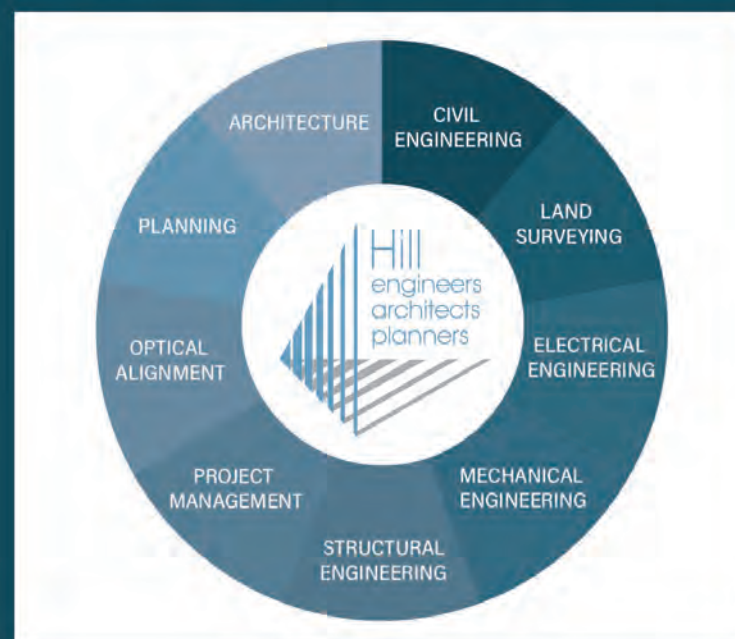 ARCHITECTURE
CIVIL
ENGINEERING
LAND
SURVEYING
ELECTRICAL
ENGINEERING
MECHANICAL
ENGINEERING
STRUCTURAL
ENGINEERING
PROJECT
MANAGEMENT
OPTICAL
ALIGNMENT
PLANNING
Hill
engineers
architects
planners